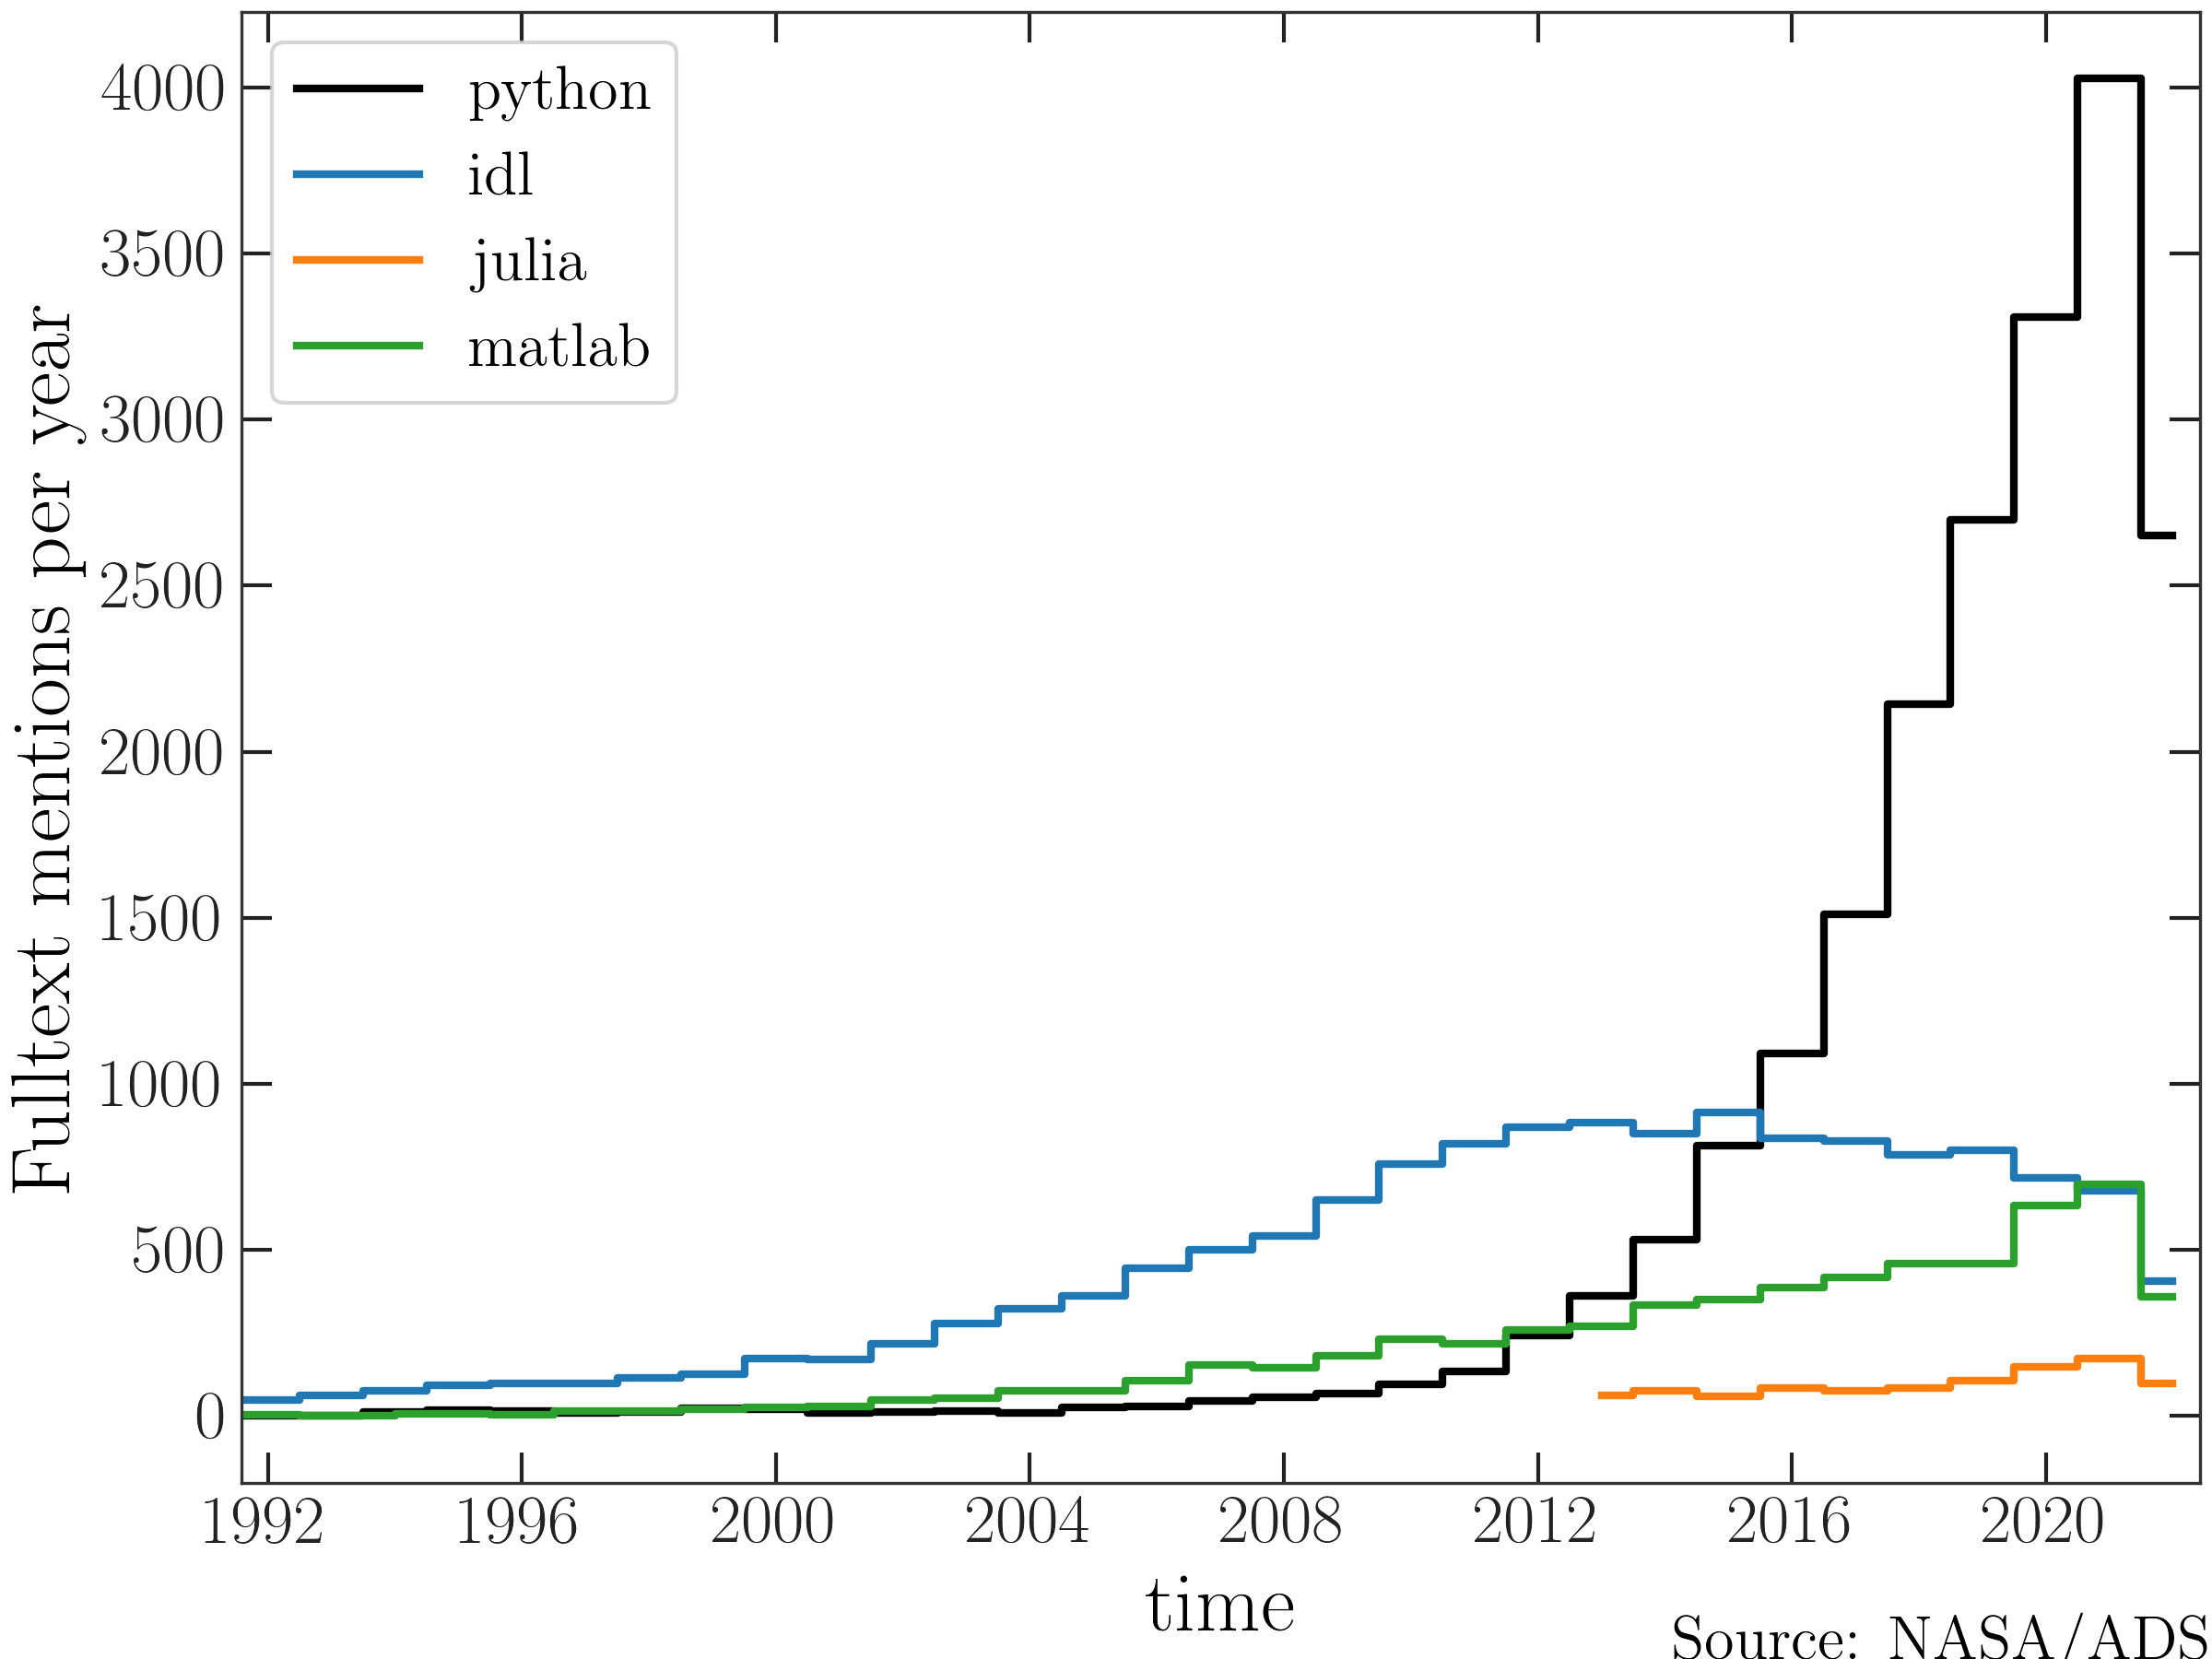 Fulltext mentions per year
4000
3500
3000
2500
2000
1500
1000
500
0
python
idl
julia
matlab
1992 1996 2000 2004 2008 2012 2016 2020
time
Source: NASA/ADS